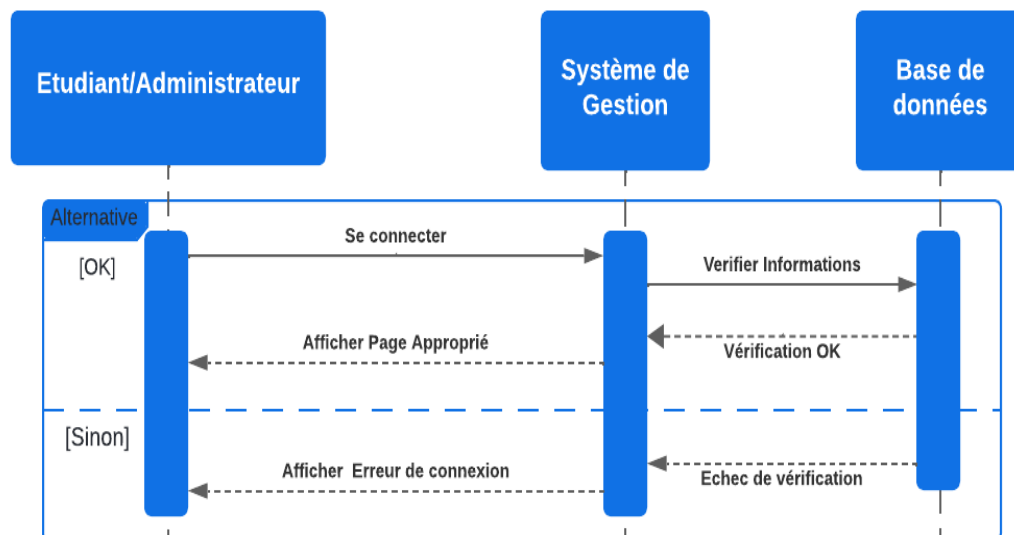 Etudiant/Administrateur
Système de
Gestion
Base de
données
Alternative
[OK]
Se connecter
Verifier Informations
Vérification OK
Afficher Page Approprié
[Sinon]
Echec de vérification
Afficher Erreur de connexion